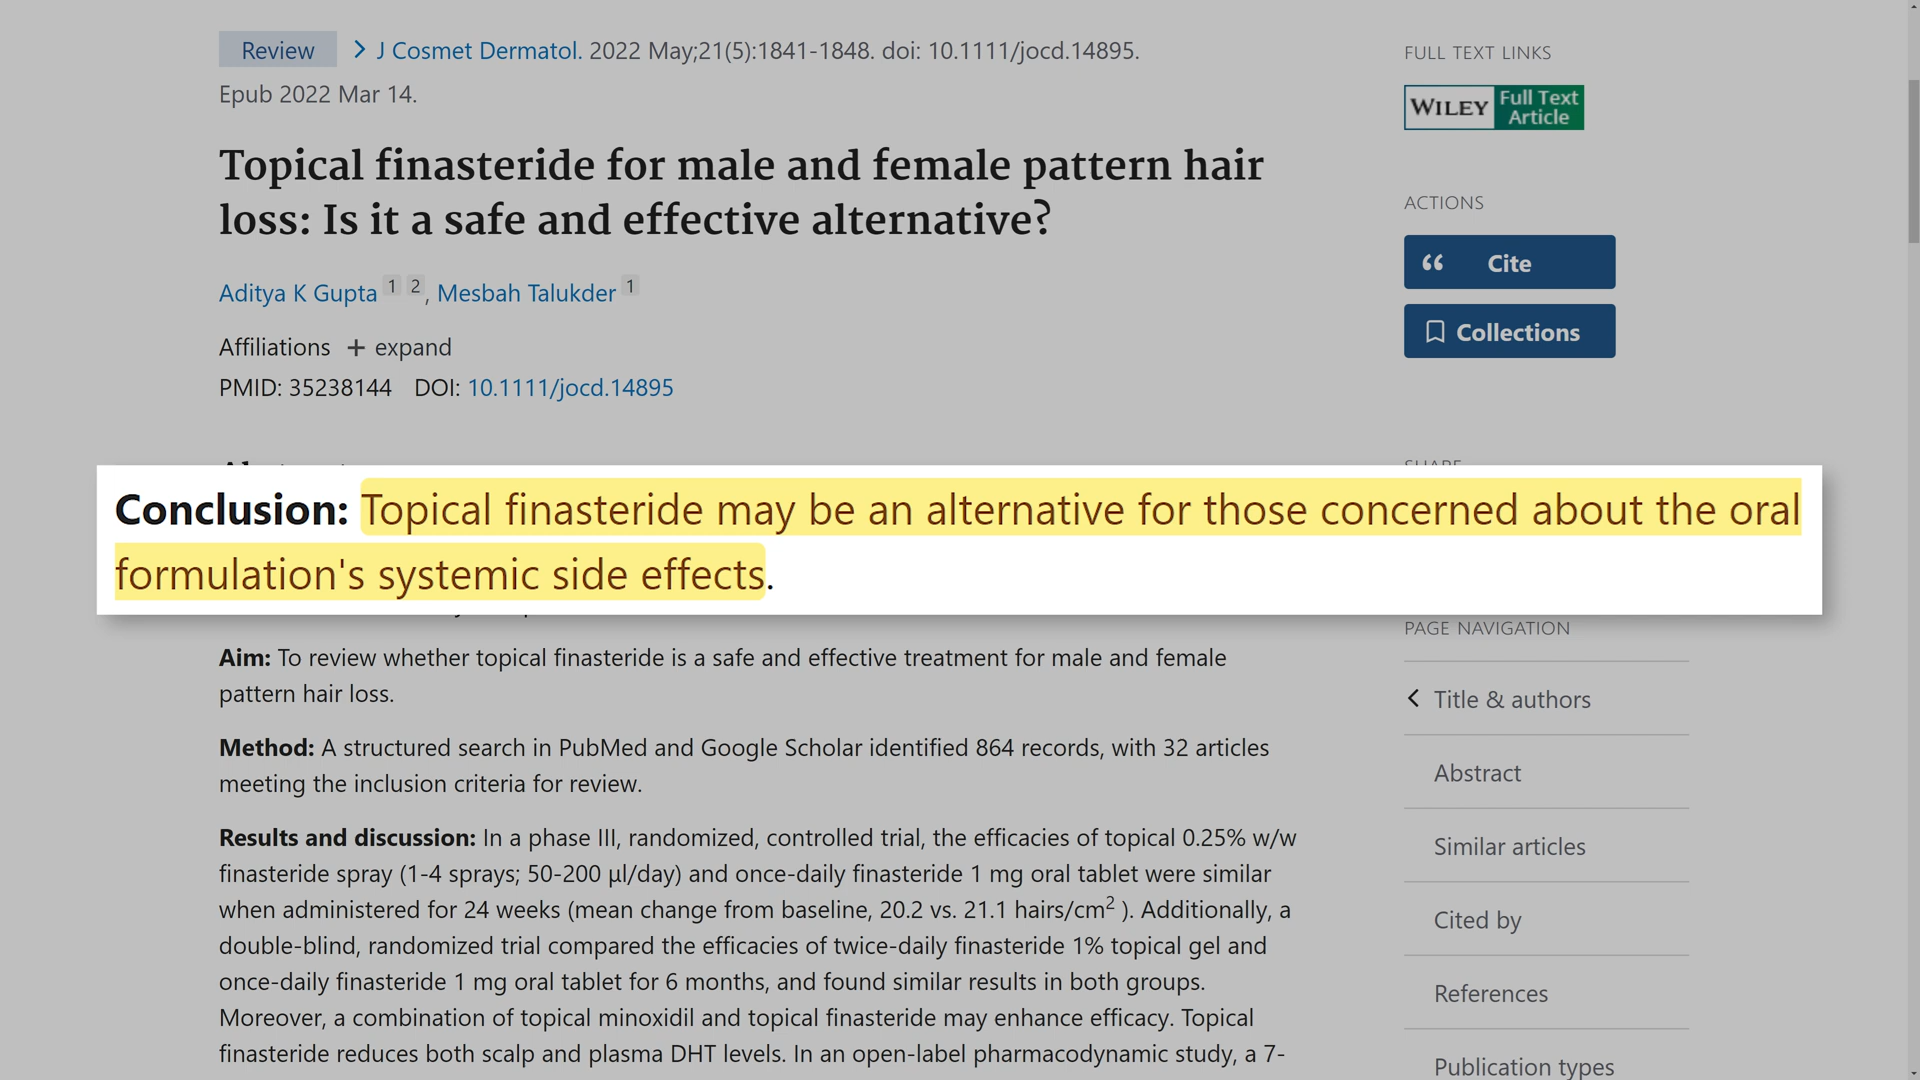 Review > J Cosmet Dermatol. 2022 May;21(5):1841-1848. doi: 10.1111/jocd.14895.
Epub 2022 Mar 14.
Topical finasteride for male and female pattern hair
loss: Is it a safe and effective alternative?
Aditya K Gupta 1 2, Mesbah Talukder 1
Affiliations + expand
PMID: 35238144 DOI: 10.1111/jocd.14895
Conclusion: Topical finasteride may be an alternative for those concerned about the oral
formulation's systemic side effects.
Aim: To review whether topical finasteride is a safe and effective treatment for male and female
pattern hair loss.
Method: A structured search in PubMed and Google Scholar identified 864 records, with 32 articles
meeting the inclusion criteria for review.
Results and discussion: In a phase III, randomized, controlled trial, the efficacies of topical 0.25% w/w
finasteride spray (1-4 sprays; 50-200 μl/day) and once-daily finasteride 1 mg oral tablet were similar
when administered for 24 weeks (mean change from baseline, 20.2 vs. 21.1 hairs/cm2 ). Additionally, a
double-blind, randomized trial compared the efficacies of twice-daily finasteride 1% topical gel and
once-daily finasteride 1 mg oral tablet for 6 months, and found similar results in both groups.
Moreover, a combination of topical minoxidil and topical finasteride may enhance efficacy. Topical
finasteride reduces both scalp and plasma DHT levels. In an open-label pharmacodynamic study, a 7-
FULL TEXT LINKS
WILEY Full Text
Article
ACTIONS
Cite
Collections
SHARE
PAGE NAVIGATION
Title & authors
Abstract
Similar articles
Cited by
References
Publication types